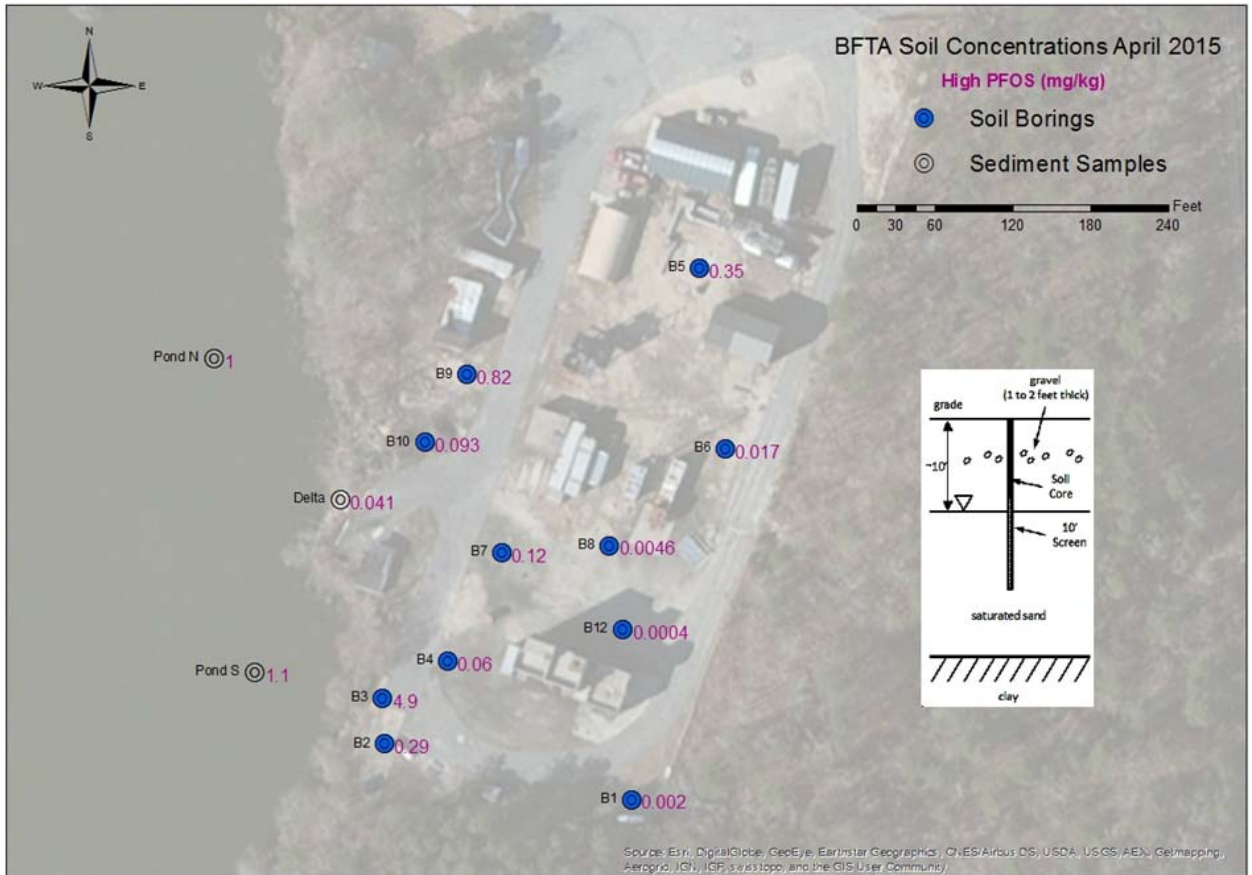 N
W E
S
BFTA Soil Concentrations April 2015
High PFOS (mg/kg)
Soil Borings
Sediment Samples
Feet
0 30 60 120 180 240
B5 0.35
Pond N 1
B9 0.82
B10 0.093
B6 0.017
Delta 0.041
B7 0.12
B8 0.0046
B12 0.0004
B4 0.06
Pond S 1.1
B3 4.9
B2 0.29
B1 0.002
gravel
(1 to 2 feet thick)
grade
~10'
Soil
Core
10'
Screen
saturated sand
clay
Source: Esri, DigitalGlobe, GeoEye, Earthstar Geographics, CNES/Airbus DS, USDA, USGS, AEX, Getmapping,
Aerogrid, IGN, IGP, swisstopo, and the GIS User Community